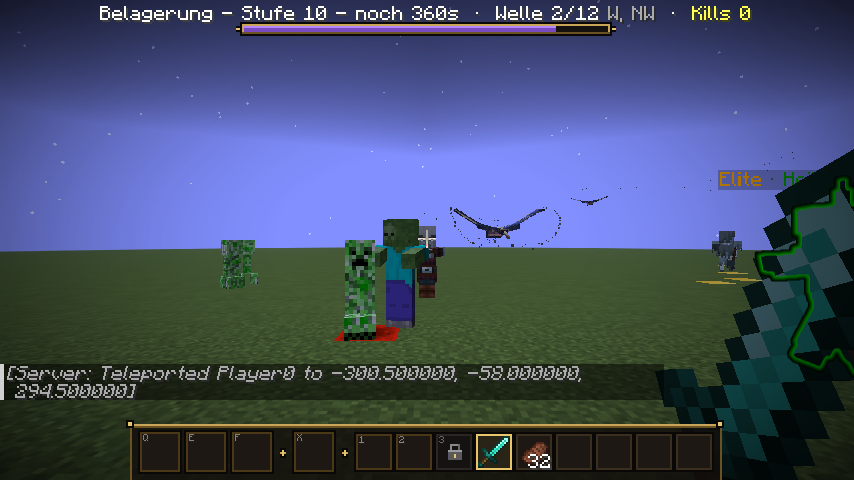 Belagerung - Stufe 10 - noch 360s · Welle 2/12 W, NW · Kills 0
Elite
[Server: Teleported Player0 to -300.500000, -59.000000,
294.500000]
Q E F X 1 2 3
32